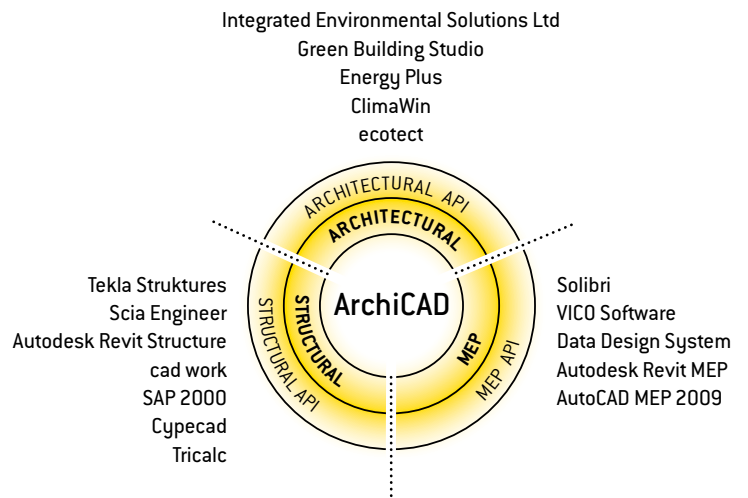 Integrated Environmental Solutions Ltd
Green Building Studio
Energy Plus
ClimaWin
ecotect
ARCHITECTURAL API
ARCHITECTURAL
ArchiCAD
STRUCTURAL
STRUCTURAL API
MEP
MEP API
Tekla Struktures
Scia Engineer
Autodesk Revit Structure
cad work
SAP 2000
Cypecad
Tricalc
Solibri
VICO Software
Data Design System
Autodesk Revit MEP
AutoCAD MEP 2009